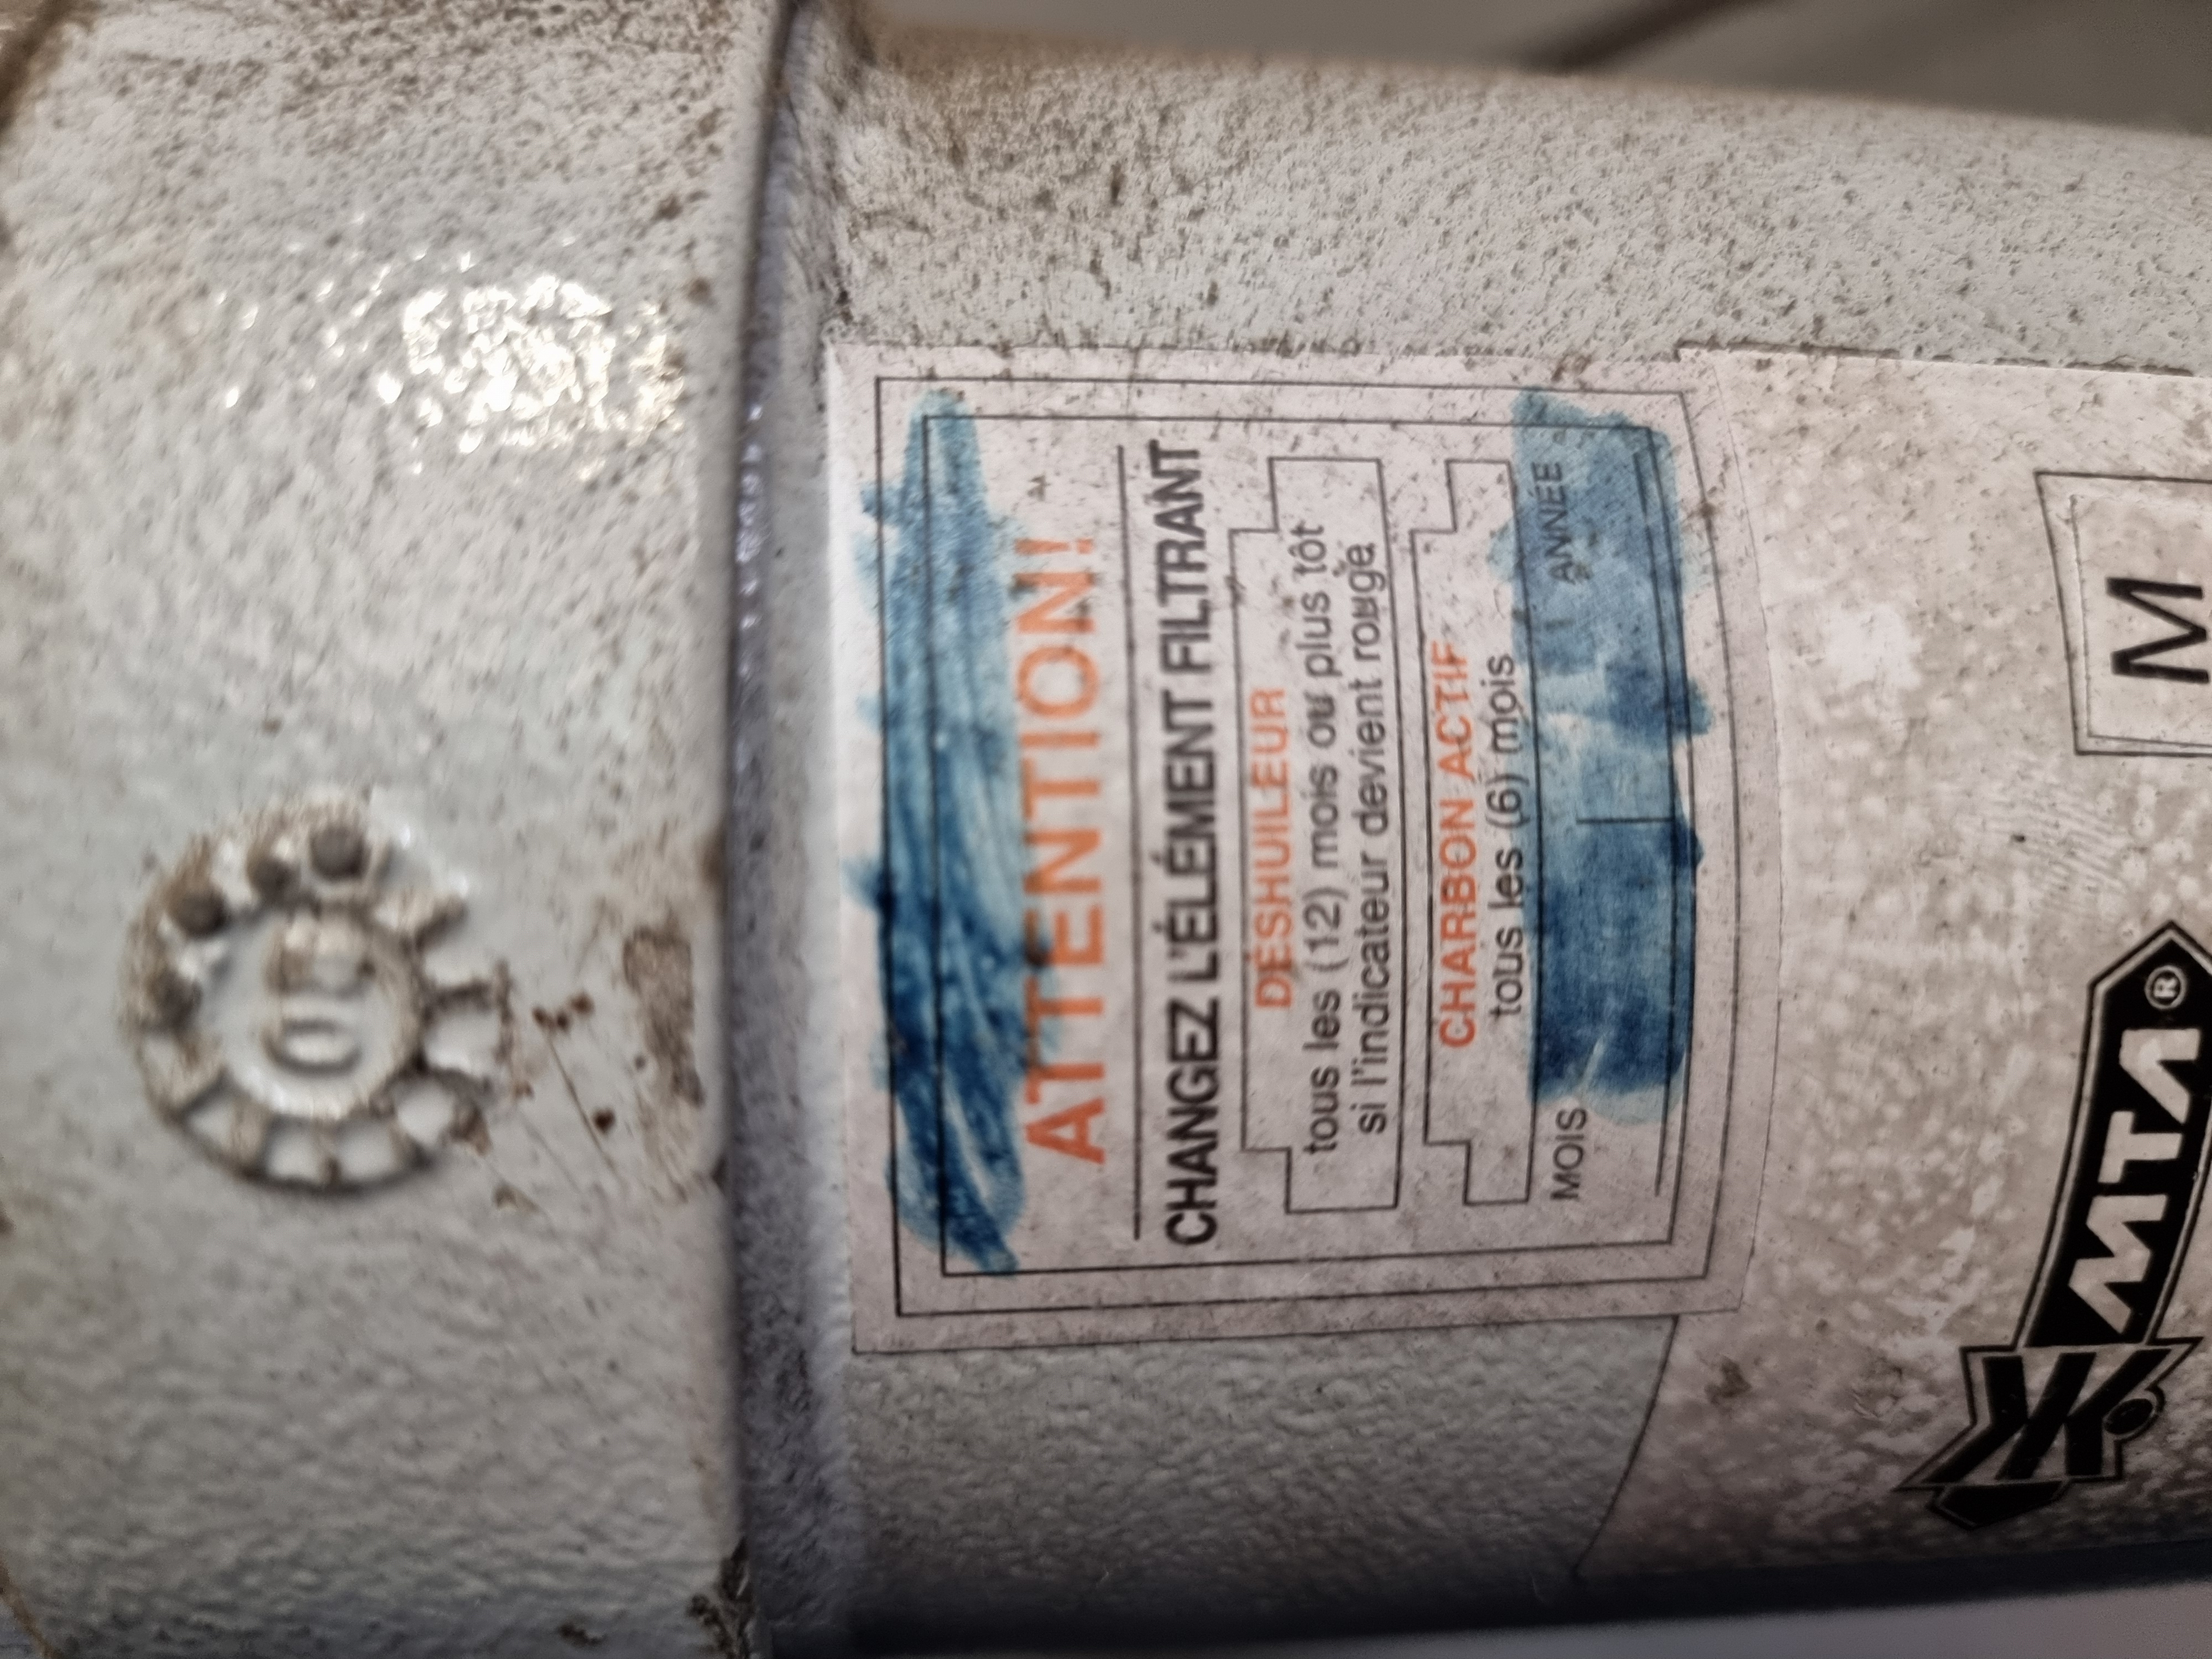 ATTENTION!
CHANGEZ L'ÉLÉMENT FILTRANT
DÉSHUILEUR
tous les (12) mois ou plus tôt
si l'indicateur devient rouge
CHARBON ACTIF
tous les (6) mois
MOIS ANNÉE
MTA®
M